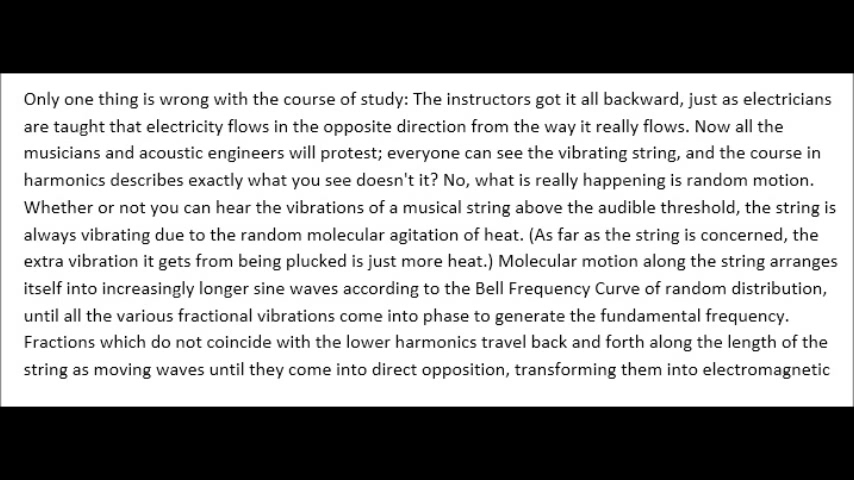 Only one thing is wrong with the course of study: The instructors got it all backward, just as electricians
are taught that electricity flows in the opposite direction from the way it really flows. Now all the
musicians and acoustic engineers will protest; everyone can see the vibrating string, and the course in
harmonics describes exactly what you see doesn't it? No, what is really happening is random motion.
Whether or not you can hear the vibrations of a musical string above the audible threshold, the string is
always vibrating due to the random molecular agitation of heat. (As far as the string is concerned, the
extra vibration it gets from being plucked is just more heat.) Molecular motion along the string arranges
itself into increasingly longer sine waves according to the Bell Frequency Curve of random distribution,
until all the various fractional vibrations come into phase to generate the fundamental frequency.
Fractions which do not coincide with the lower harmonics travel back and forth along the length of the
string as moving waves until they come into direct opposition, transforming them into electromagnetic